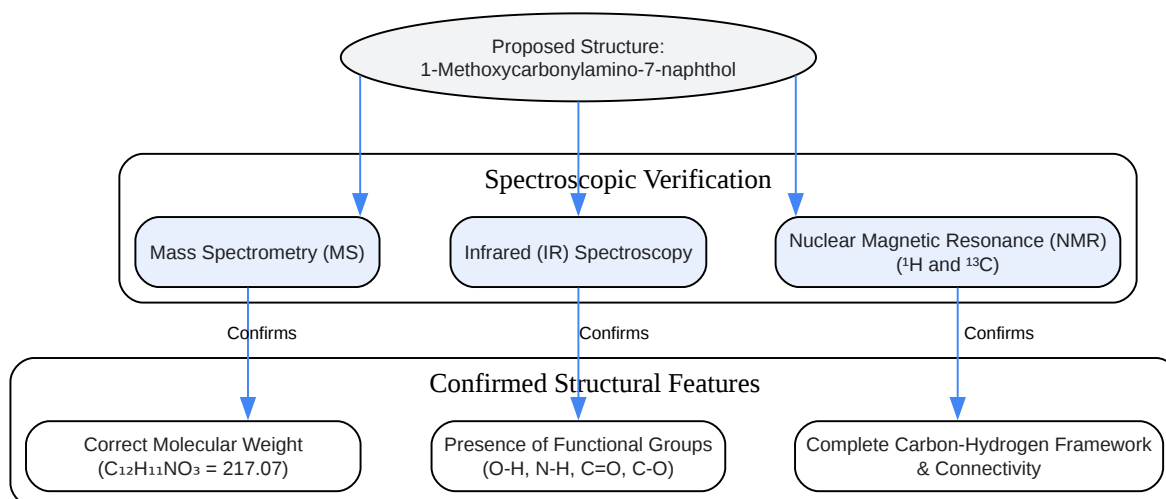 Proposed Structure:
1-Methoxycarbonylamino-7-naphthol
Spectroscopic Verification
Mass Spectrometry (MS)
Infrared (IR) Spectroscopy
Nuclear Magnetic Resonance (NMR)
(¹H and ¹³C)
Confirms
Confirms
Confirms
Confirmed Structural Features
Correct Molecular Weight
(C₁₂H₁₁NO₃ = 217.07)
Presence of Functional Groups
(O-H, N-H, C=O, C-O)
Complete Carbon-Hydrogen Framework
& Connectivity